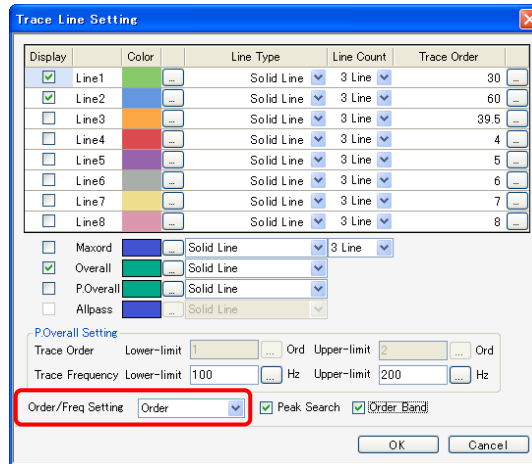 Trace Line Setting
Display Color Line Type Line Count Trace Order
Line1 ... Solid Line 3 Line 30 ...
Line2 ... Solid Line 3 Line 60 ...
Line3 ... Solid Line 3 Line 39.5 ...
Line4 ... Solid Line 3 Line 4 ...
Line5 ... Solid Line 3 Line 5 ...
Line6 ... Solid Line 3 Line 6 ...
Line7 ... Solid Line 3 Line 7 ...
Line8 ... Solid Line 3 Line 8 ...
Maxord ... Solid Line 3 Line
Overall ... Solid Line
P.Overall ... Solid Line
Allpass ... Solid Line
P.Overall Setting
Trace Order Lower-limit 1 ... Ord Upper-limit 2 ... Ord
Trace Frequency Lower-limit 100 ... Hz Upper-limit 200 ... Hz
Order/Freq Setting Order Peak Search Order Band
OK Cancel